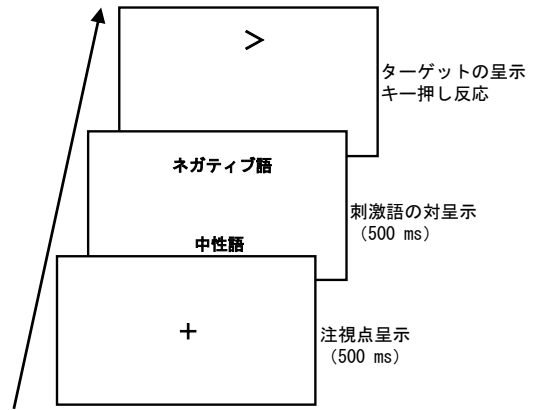 >
ターゲットの呈示
キー押し反応
ネガティブ語
刺激語の対呈示
（500 ms）
中性語
+
注視点呈示
（500 ms）